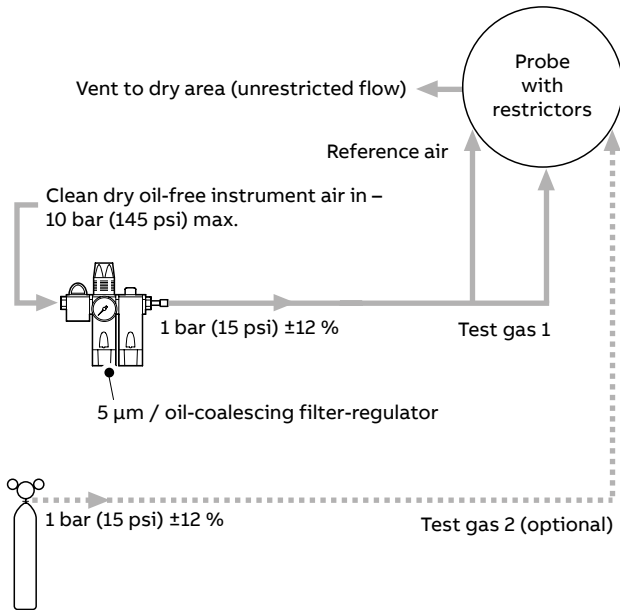 Probe
with
restrictors
Vent to dry area (unrestricted flow)
Reference air
Clean dry oil-free instrument air in –
10 bar (145 psi) max.
1 bar (15 psi) ±12 %
Test gas 1
5 µm / oil-coalescing filter-regulator
1 bar (15 psi) ±12 %
Test gas 2 (optional)